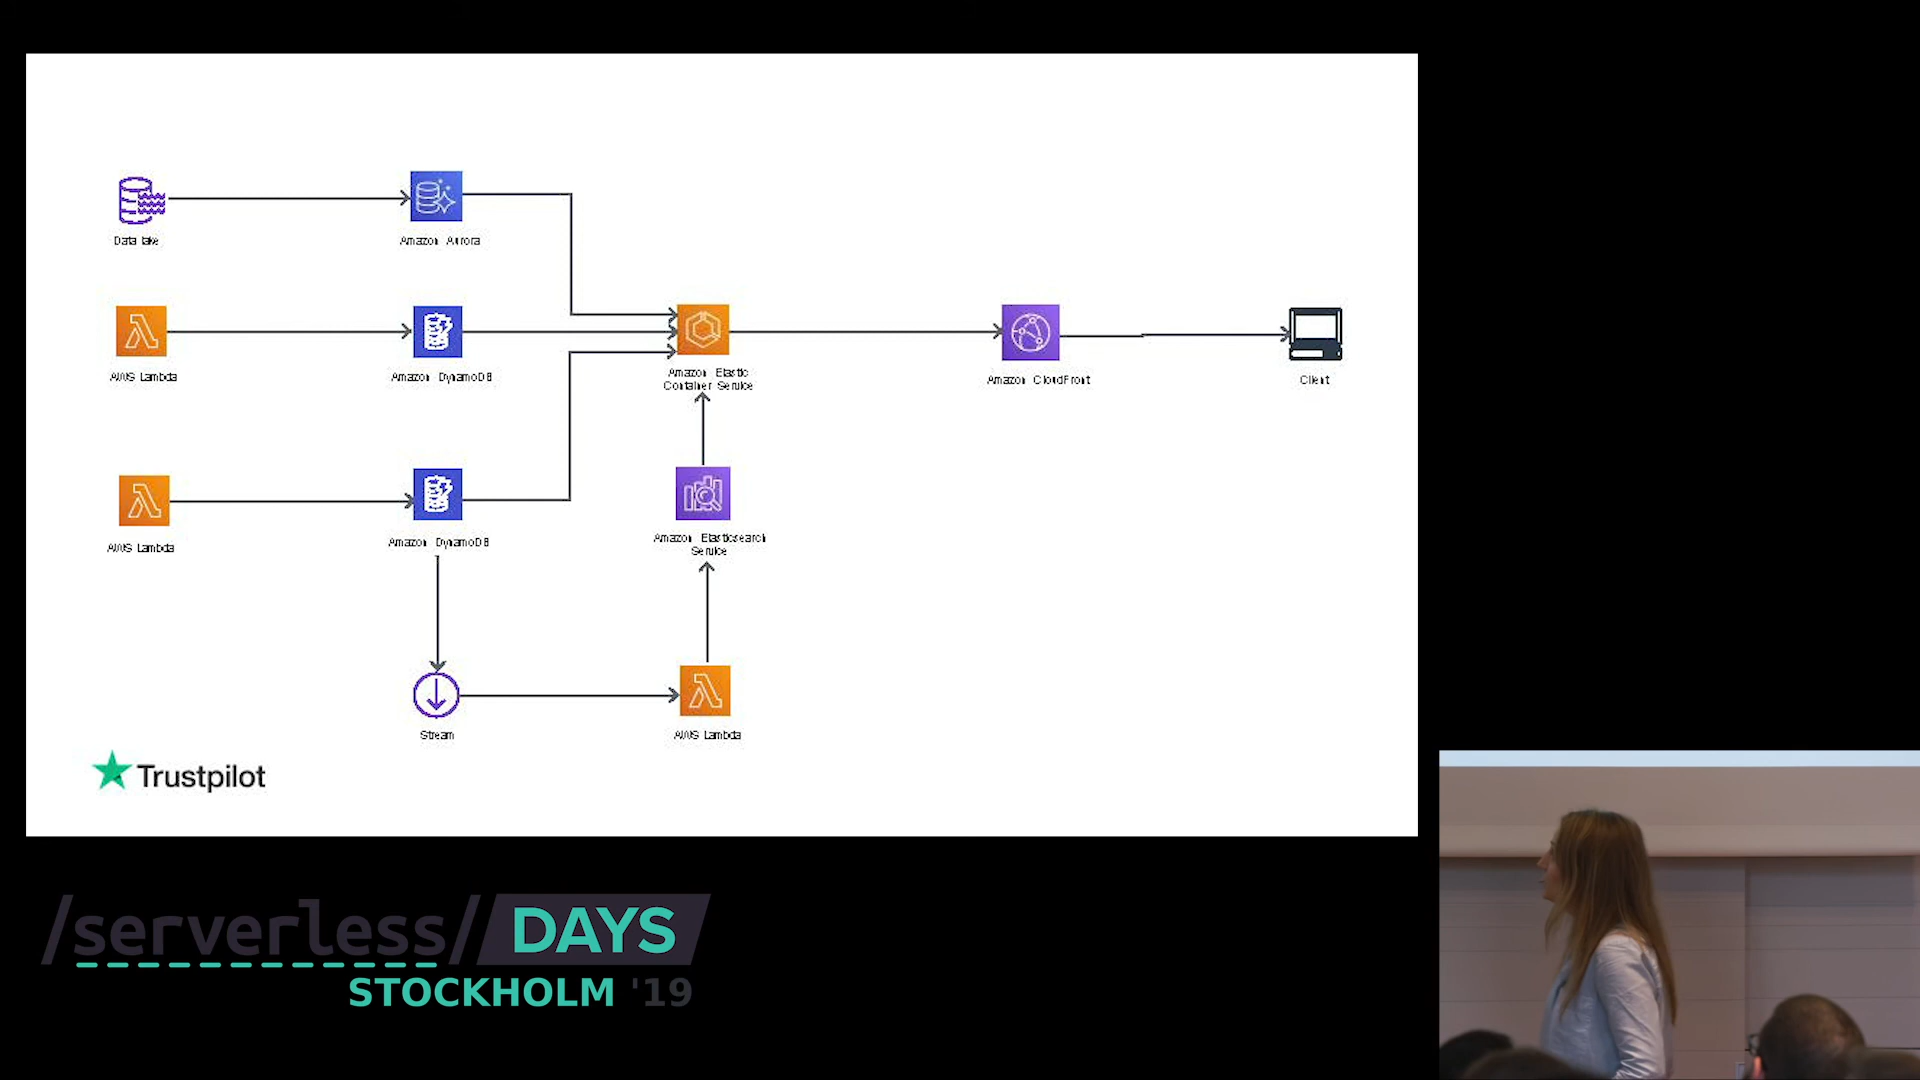 Data lake
Amazon Aurora
AWS Lambda
Amazon DynamoDB
Amazon Elastic
Container Service
Amazon CloudFront
Client
AWS Lambda
Amazon DynamoDB
Amazon Elasticsearch
Service
Stream
AWS Lambda
Trustpilot
/serverless/ DAYS
STOCKHOLM '19